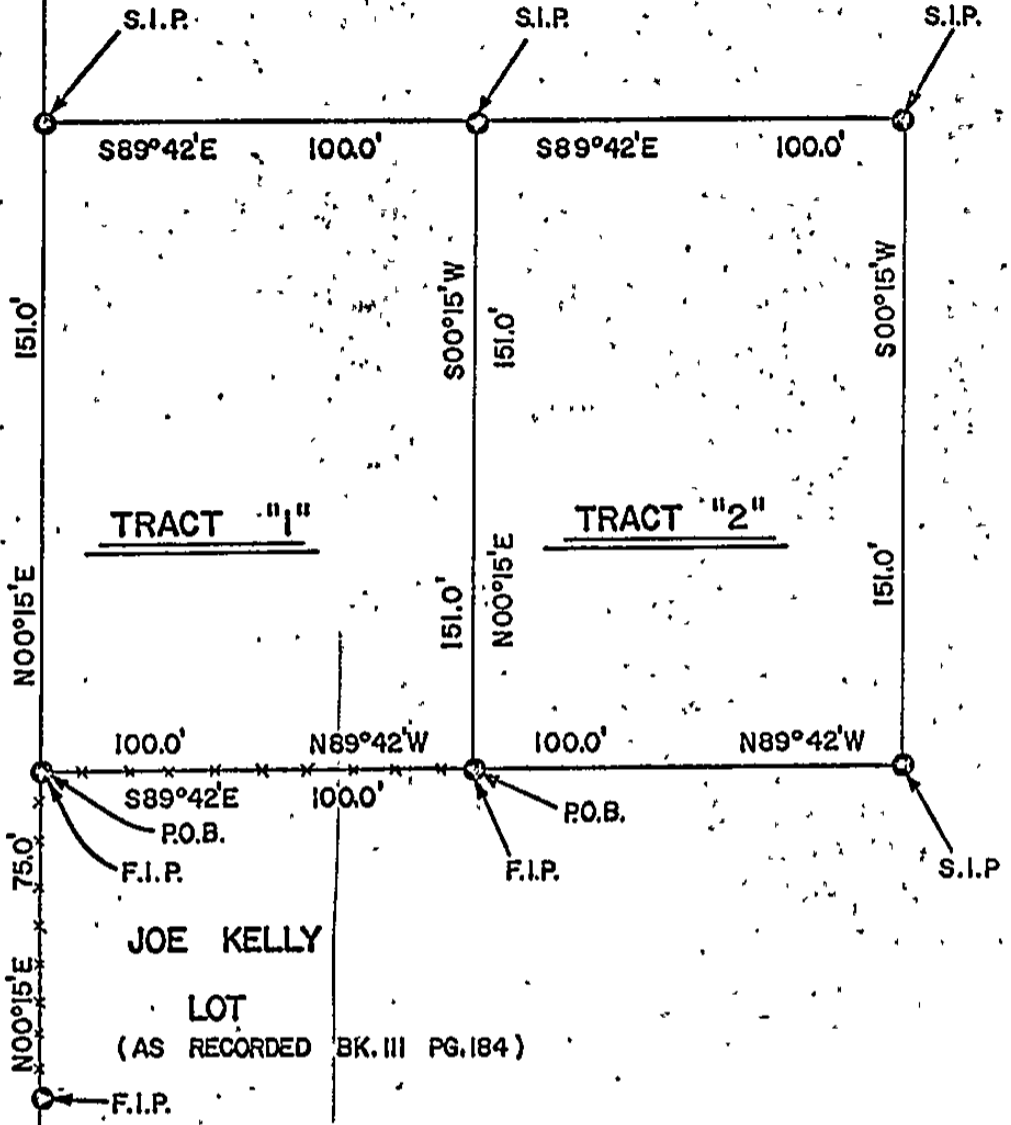 S.I.P.
S.I.P.
S.I.P.
S89°42'E 100.0'
S89°42'E 100.0'
151.0'
N00°15'E
S00°15'W
151.0'
151.0'
N00°15'E
S00°15'W
151.0'
TRACT "1"
TRACT "2"
100.0' N89°42'W
100.0' N89°42'W
S89°42'E 100.0'
P.O.B.
F.I.P.
P.O.B.
F.I.P.
S.I.P
75.0'
N00°15'E
JOE KELLY
LOT
(AS RECORDED BK. III PG. 184)
F.I.P.